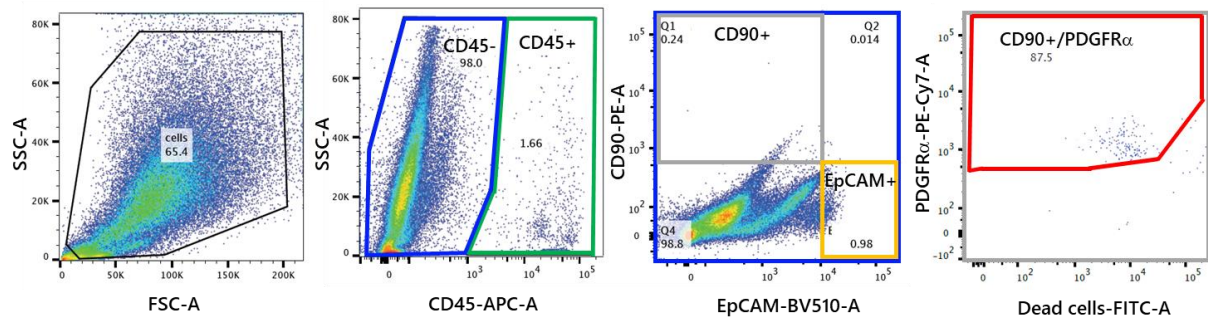 80K
60K
40K
20K
0
cells
65.4
0
50K
100K
150K
200K
SSC-A
FSC-A
80K
60K
40K
20K
0
CD45-
98.0
CD45+
1.66
10³
10⁴
10⁵
SSC-A
CD45-APC-A
10⁵
10⁴
10³
10²
0
Q1
0.24
CD90+
Q2
0.014
EpCAM+
Q4
98.8
0.98
0
10³
10⁴
10⁵
CD90-PE-A
EpCAM-BV510-A
10⁵
10⁴
10³
10²
0
-10²
CD90+/PDGFRα
87.5
0
10²
10³
10⁴
10⁵
PDGFRα-PE-Cy7-A
Dead cells-FITC-A